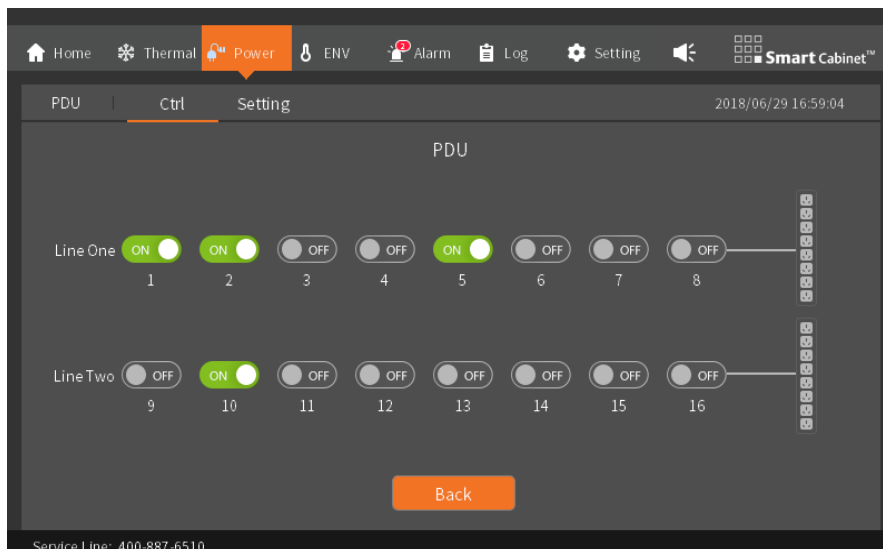 Home Thermal Power ENV 2 Alarm Log Setting Smart Cabinet™
PDU Ctrl Setting 2018/06/29 16:59:04
PDU
Line One ON ON OFF OFF ON OFF OFF OFF
1 2 3 4 5 6 7 8
Line Two OFF ON OFF OFF OFF OFF OFF OFF
9 10 11 12 13 14 15 16
Back
Service Line: 400-887-6510